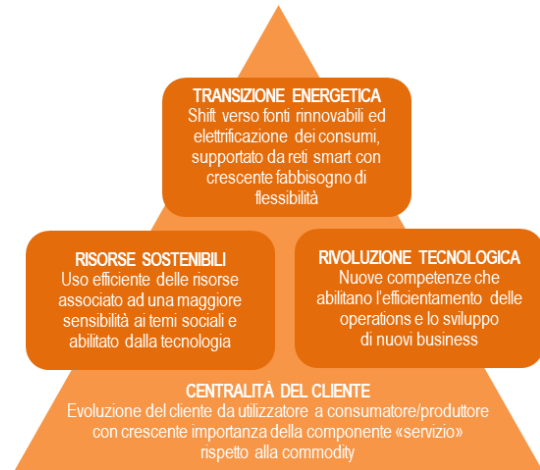 TRANSIZIONE ENERGETICA
Shift verso fonti rinnovabili ed
elettrificazione dei consumi,
supportato da reti smart con
crescente fabbisogno di
flessibilità
RISORSE SOSTENIBILI
Uso efficiente delle risorse
associato ad una maggiore
sensibilità ai temi sociali e
abilitato dalla tecnologia
RIVOLUZIONE TECNOLOGICA
Nuove competenze che
abilitano l'efficientamento delle
operations e lo sviluppo
di nuovi business
CENTRALITÀ DEL CLIENTE
Evoluzione del cliente da utilizzatore a consumatore/produttore
con crescente importanza della componente «servizio»
rispetto alla commodity